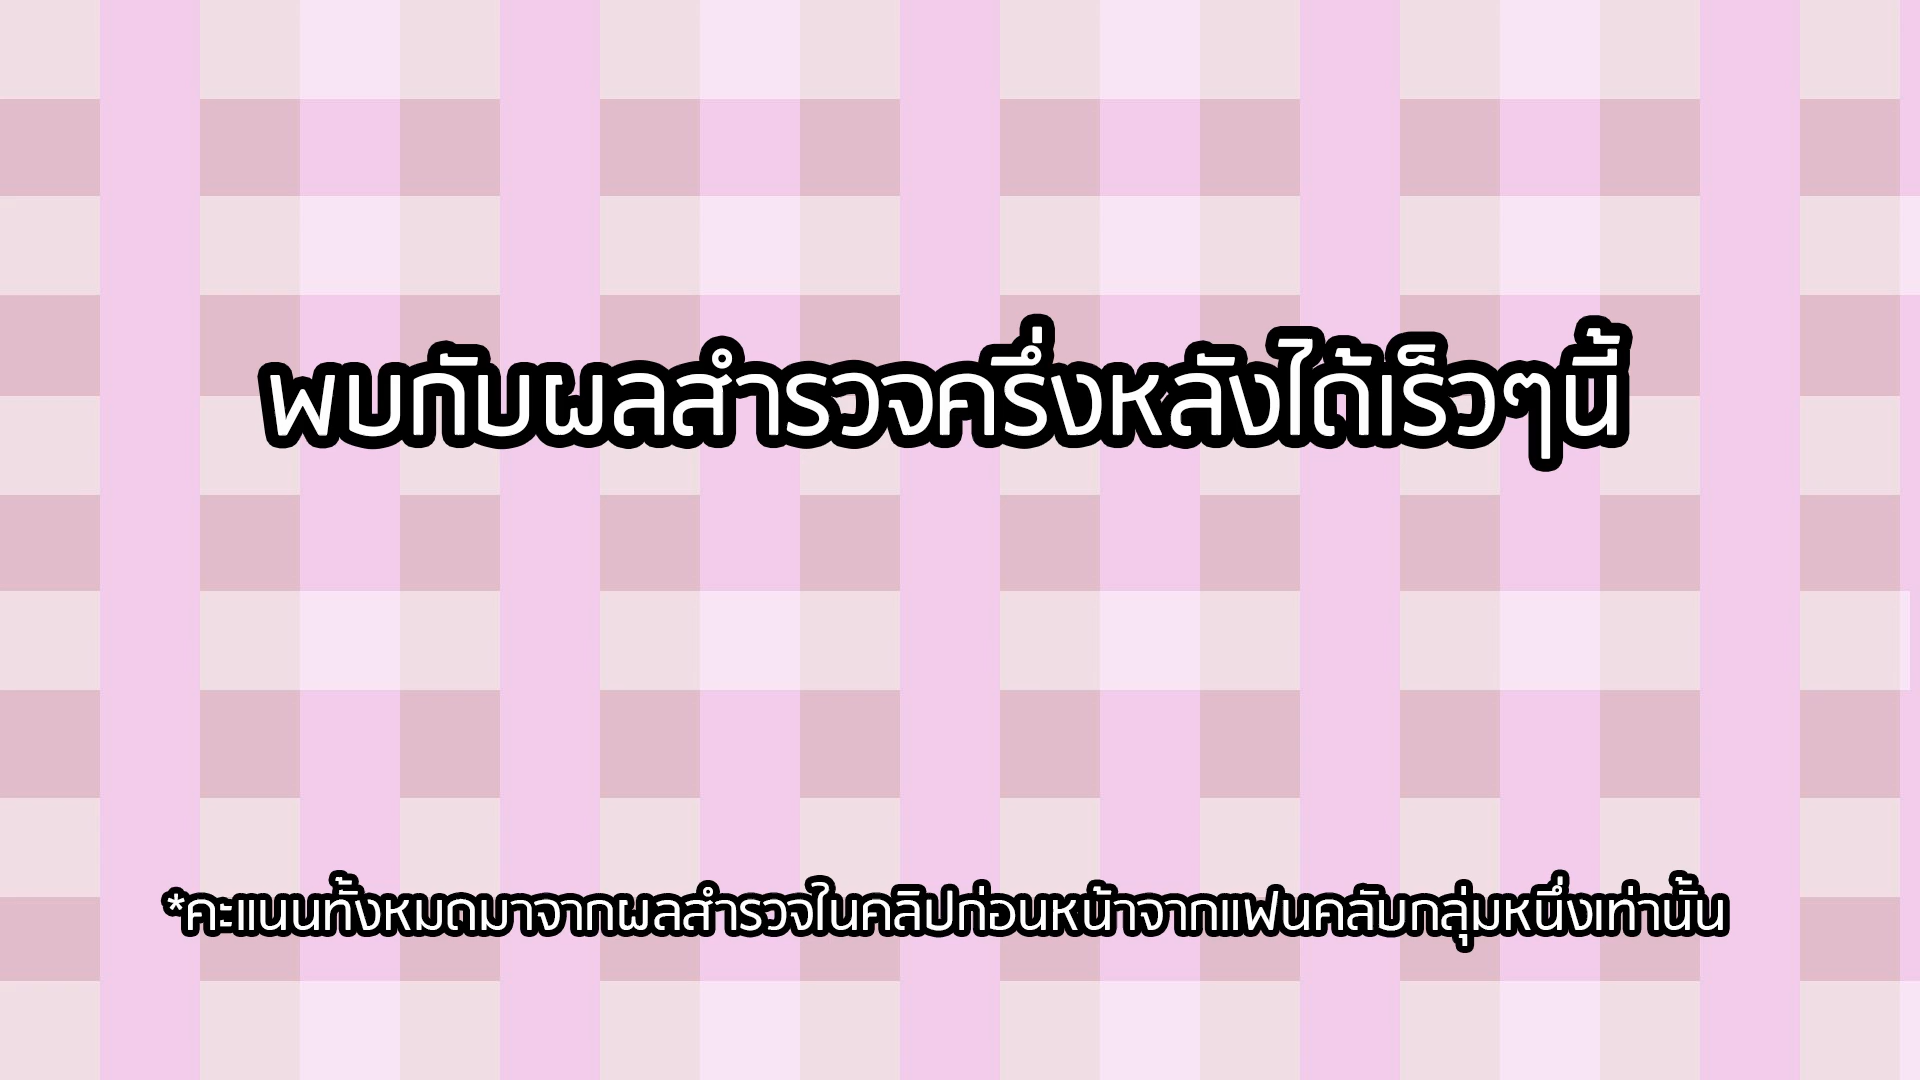 พบกับผลสำรวจครึ่งหลังได้เร็วๆนี้
*คะแนนทั้งหมดมาจากผลสำรวจในคลิปก่อนหน้าจากแฟนคลับกลุ่มหนึ่งเท่านั้น